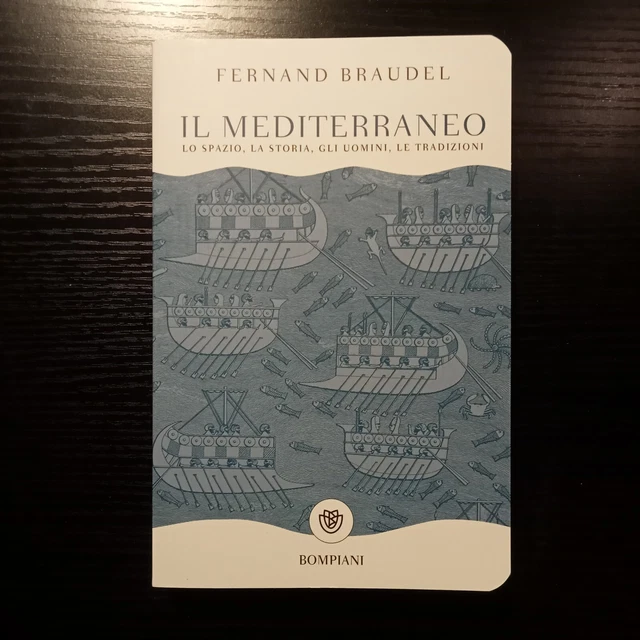 FERNAND BRAUDEL
IL MEDITERRANEO
LO SPAZIO, LA STORIA, GLI UOMINI, LE TRADIZIONI
BOMPIANI